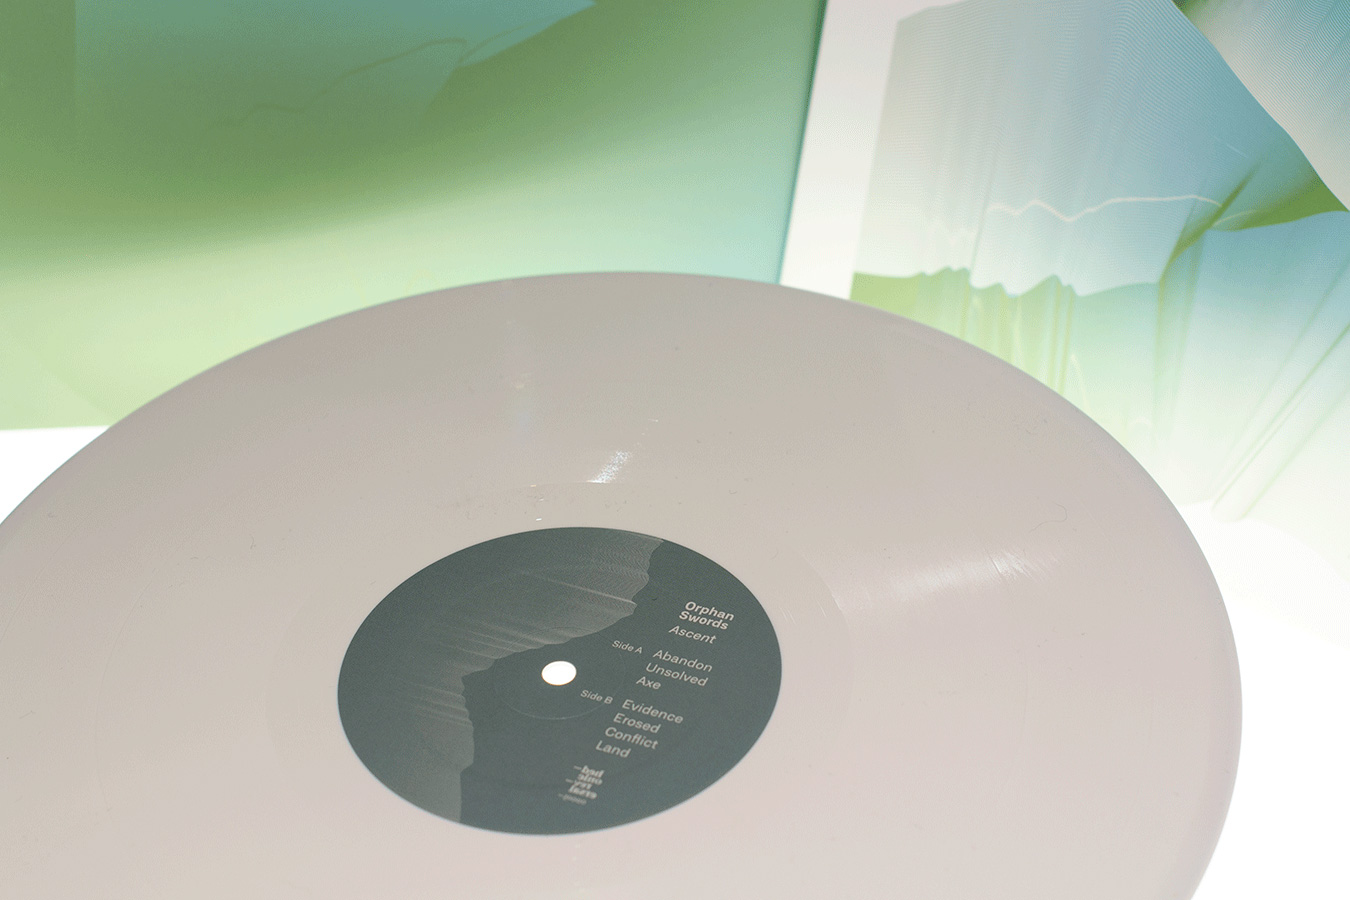 Orphan
Swords
Ascent
Side A
Abandon
Unsolved
Axe
Side B
Evidence
Erosed
Conflict
Land